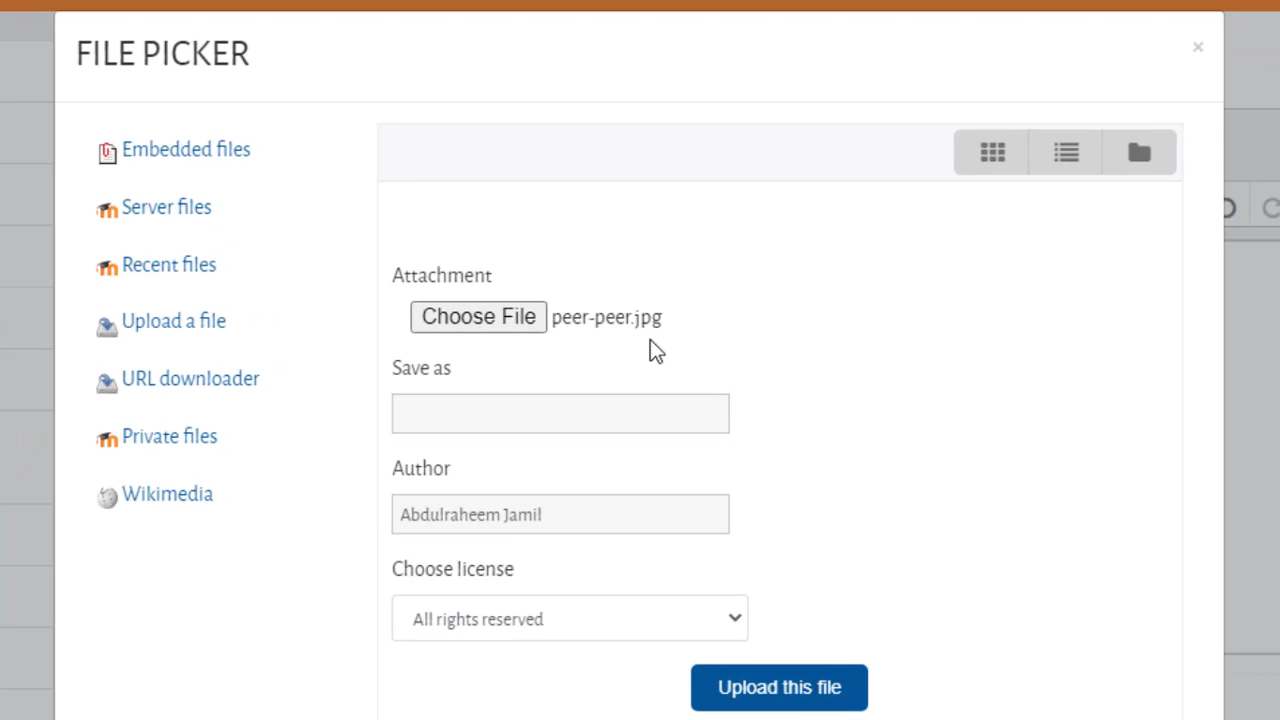 FILE PICKER
×
Embedded files
Server files
Recent files
Upload a file
URL downloader
Private files
Wikimedia
Attachment
Choose File peer-peer.jpg
Save as
Author
Abdulraheem Jamil
Choose license
All rights reserved
Upload this file